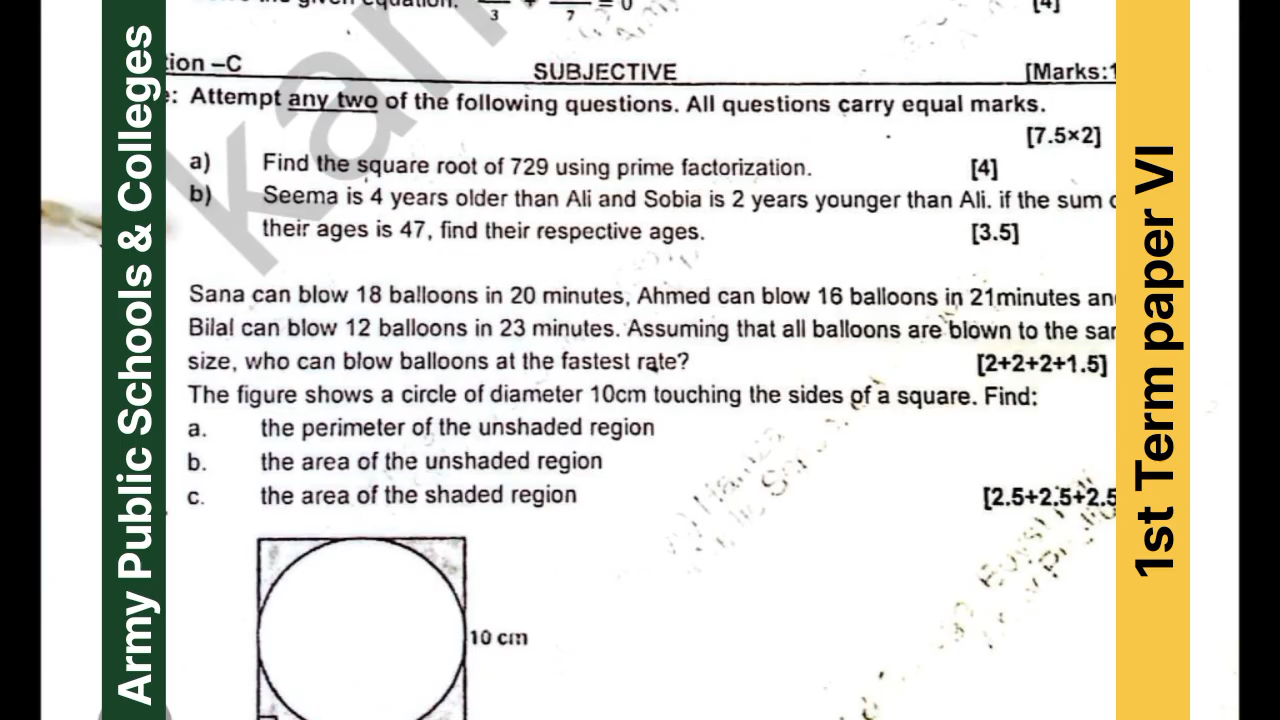 Army Public Schools & Colleges
1st Term paper VI
the given equation. 3 + 7 = 0 [4]
tion –C SUBJECTIVE [Marks:1
e: Attempt any two of the following questions. All questions carry equal marks.
[7.5×2]
a) Find the square root of 729 using prime factorization. [4]
b) Seema is 4 years older than Ali and Sobia is 2 years younger than Ali. if the sum o
their ages is 47, find their respective ages. [3.5]
Sana can blow 18 balloons in 20 minutes, Ahmed can blow 16 balloons in 21minutes an
Bilal can blow 12 balloons in 23 minutes. Assuming that all balloons are blown to the sa
size, who can blow balloons at the fastest rate? [2+2+2+1.5]
The figure shows a circle of diameter 10cm touching the sides of a square. Find:
a. the perimeter of the unshaded region
b. the area of the unshaded region
c. the area of the shaded region [2.5+2.5+2.5
10 cm